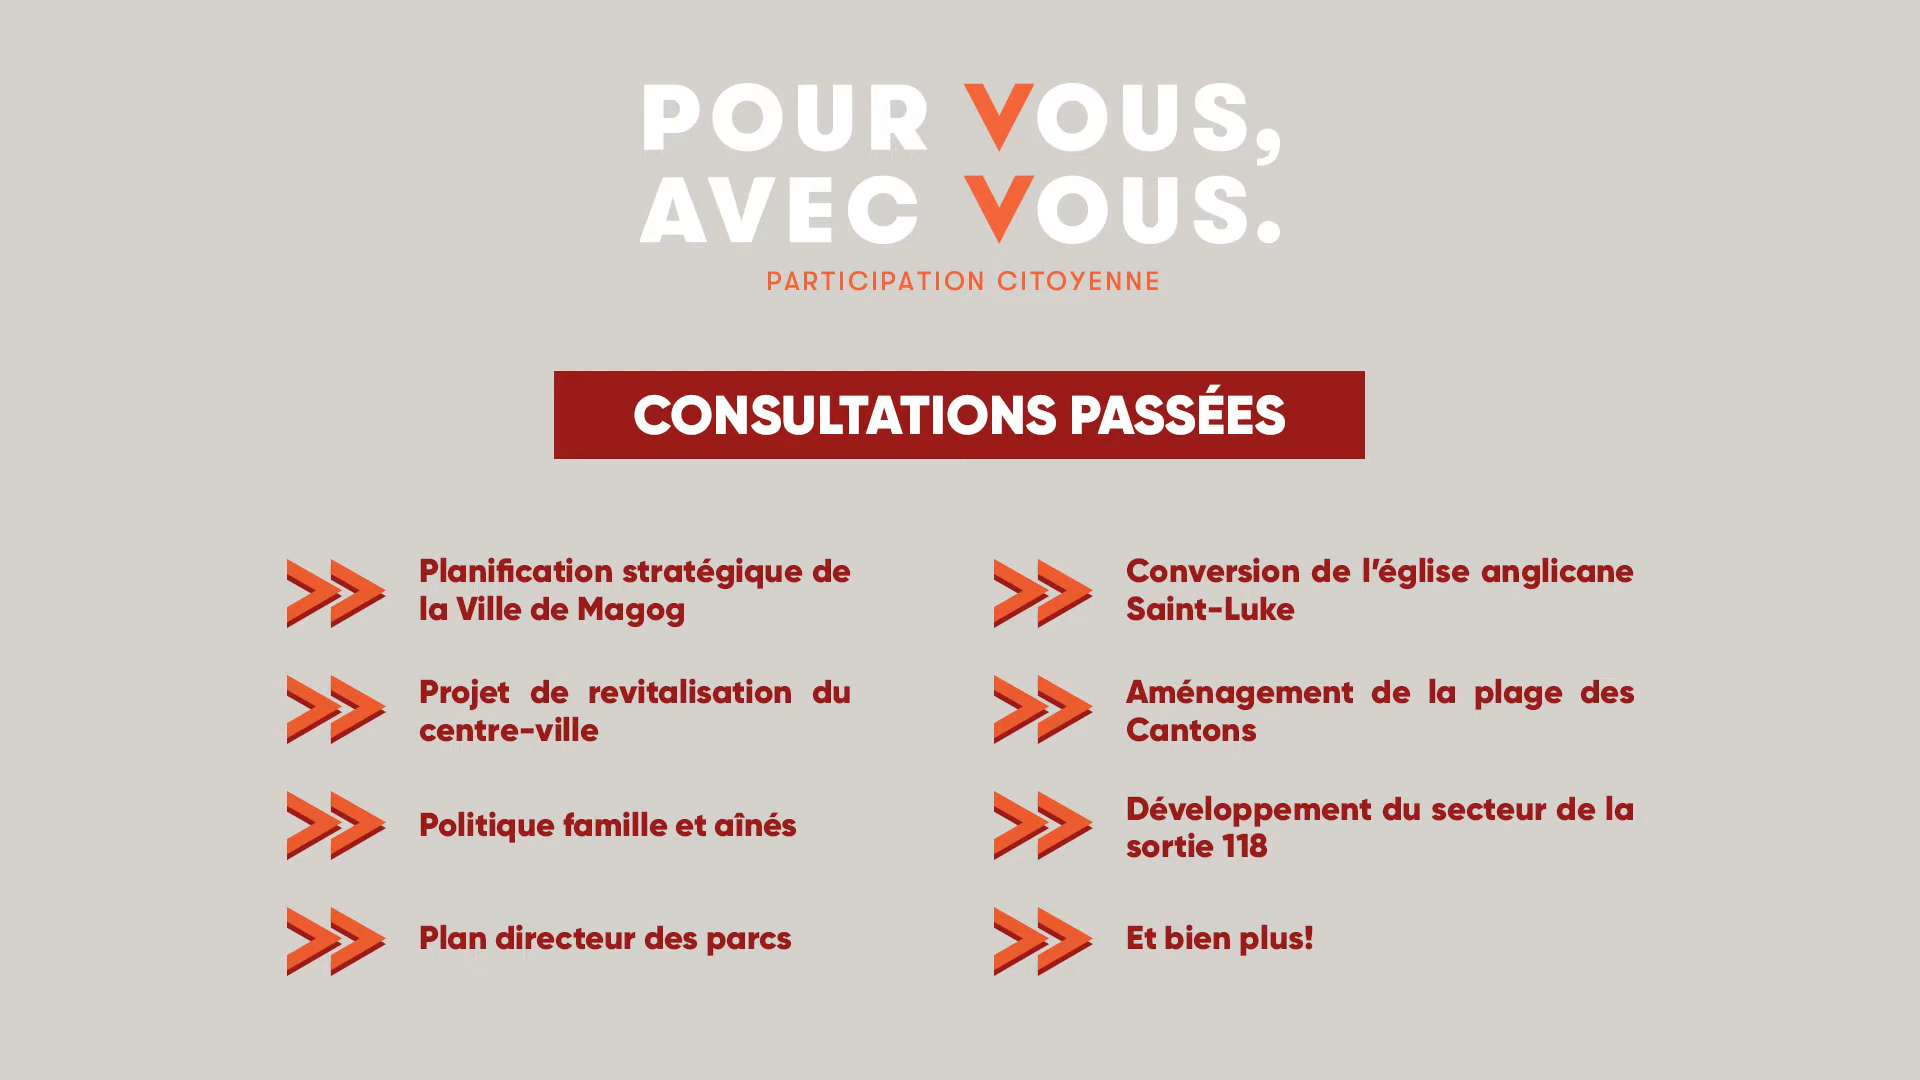 POUR VOUS,
AVEC VOUS.
PARTICIPATION CITOYENNE
CONSULTATIONS PASSÉES
Planification stratégique de
la Ville de Magog
Projet de revitalisation du
centre-ville
Politique famille et aînés
Plan directeur des parcs
Conversion de l’église anglicane
Saint-Luke
Aménagement de la plage des
Cantons
Développement du secteur de la
sortie 118
Et bien plus!